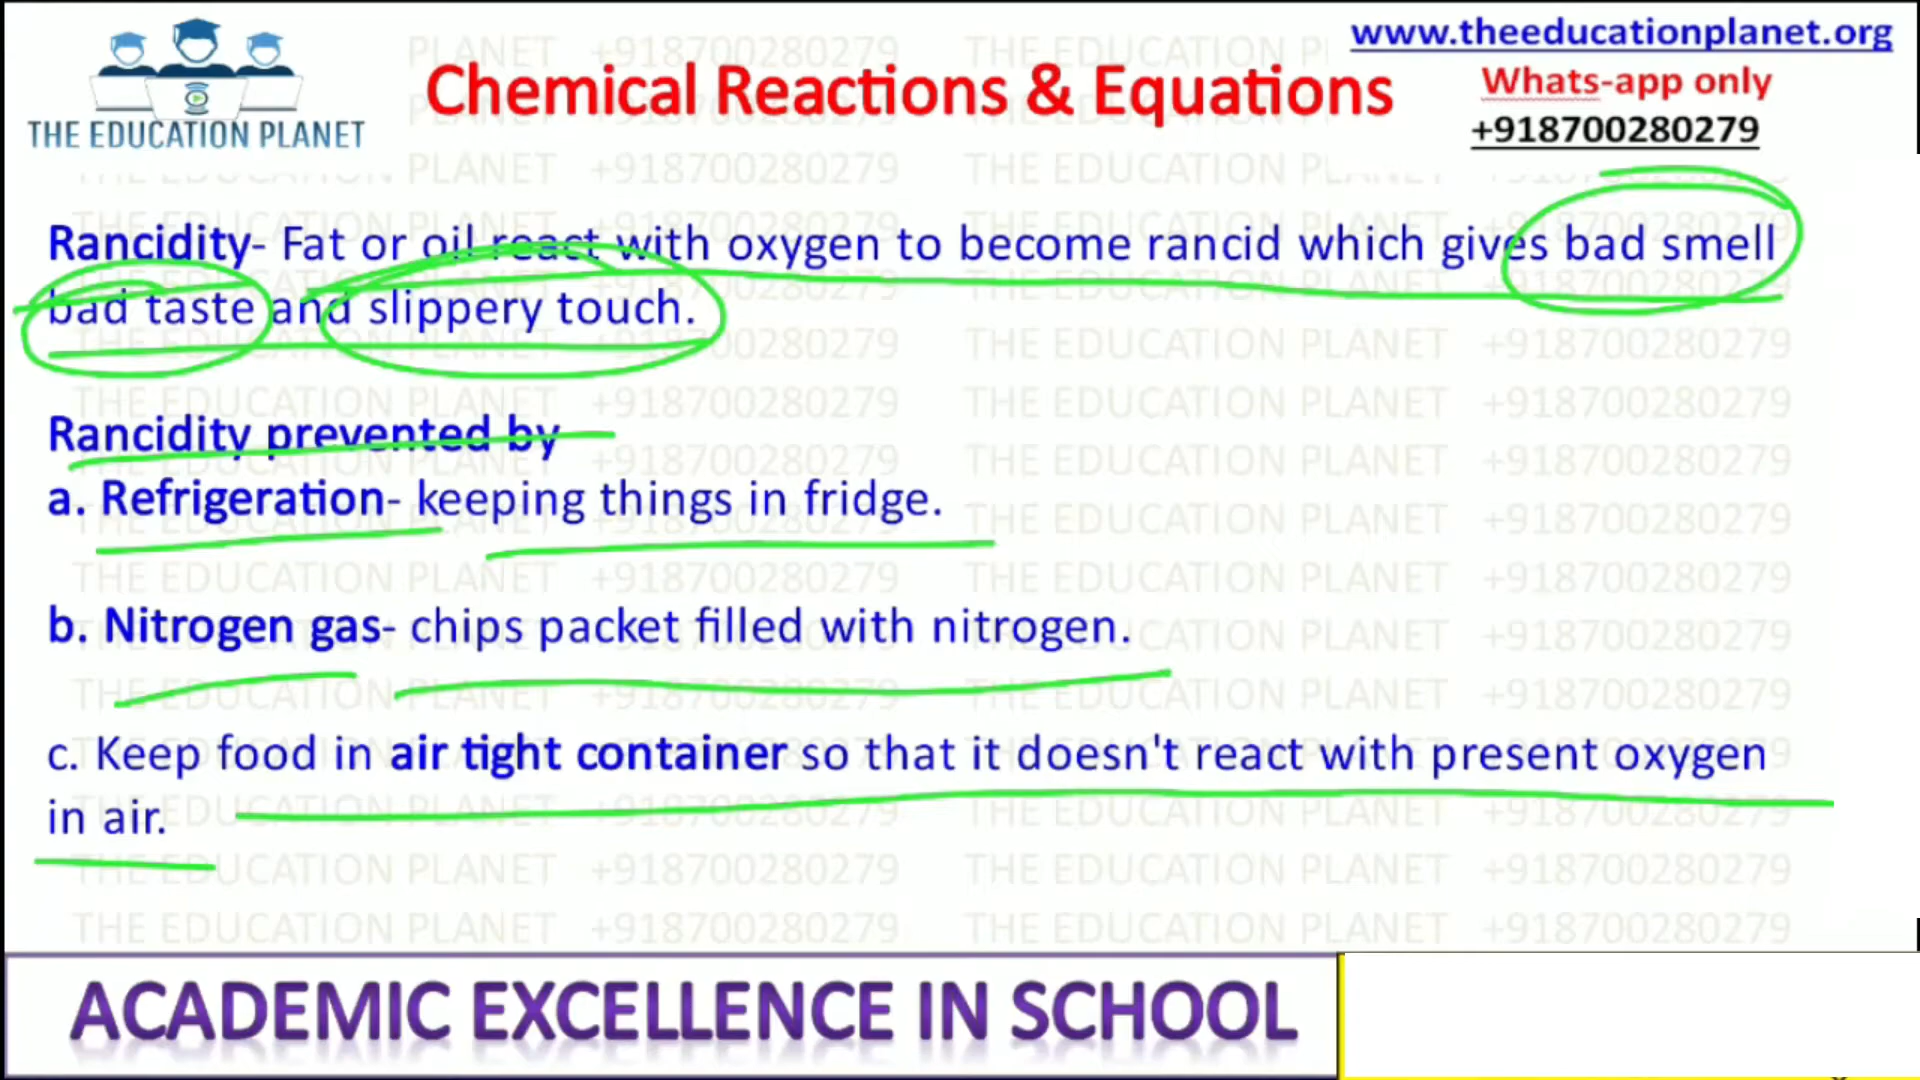 THE EDUCATION PLANET
Chemical Reactions & Equations
www.theeducationplanet.org
Whats-app only
+918700280279
Rancidity- Fat or oil react with oxygen to become rancid which gives bad smell
bad taste and slippery touch.
Rancidity prevented by
a. Refrigeration- keeping things in fridge.
b. Nitrogen gas- chips packet filled with nitrogen.
c. Keep food in air tight container so that it doesn't react with present oxygen
in air.
ACADEMIC EXCELLENCE IN SCHOOL